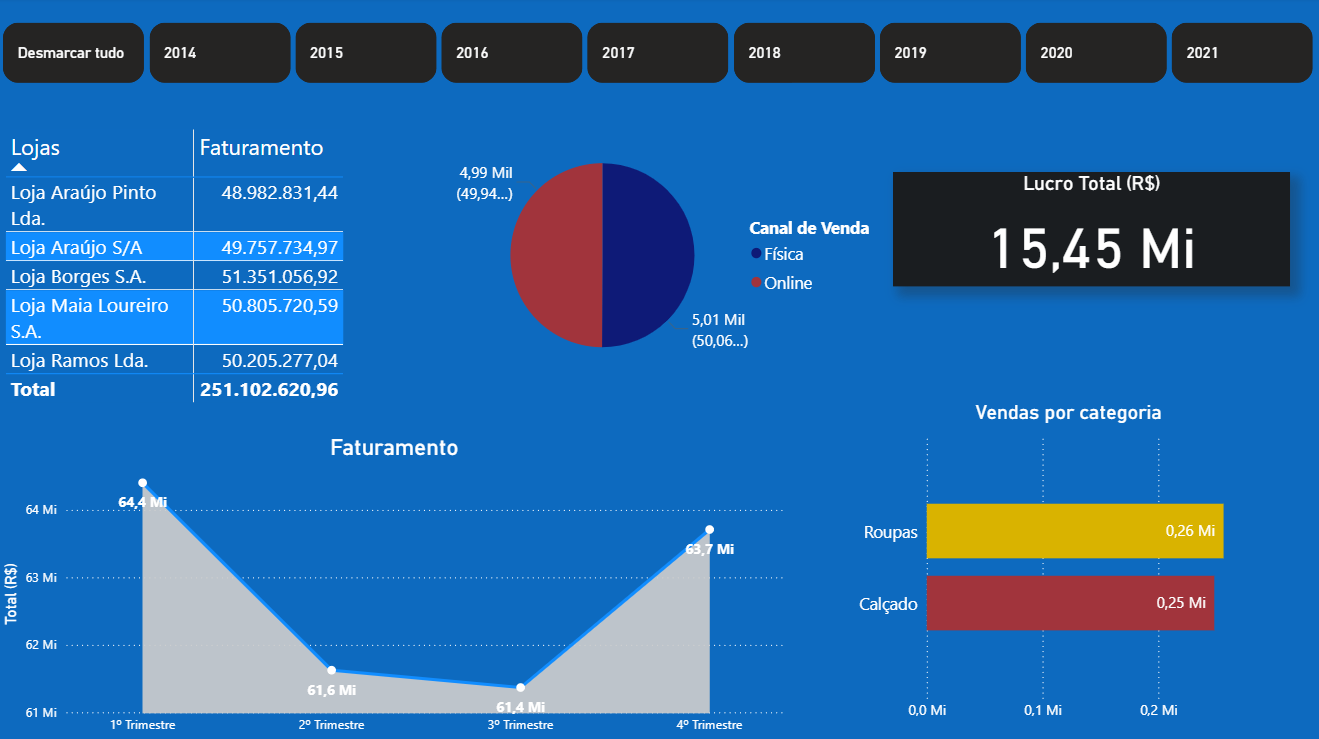 Desmarcar tudo
2014
2015
2016
2017
2018
2019
2020
2021
Lojas
Faturamento
Loja Araújo Pinto
Lda.
48.982.831,44
Loja Araújo S/A
49.757.734,97
Loja Borges S.A.
51.351.056,92
Loja Maia Loureiro
S.A.
50.805.720,59
Loja Ramos Lda.
50.205.277,04
Total
251.102.620,96
4,99 Mil
(49,94...)
5,01 Mil
(50,06...)
Canal de Venda
Física
Online
Lucro Total (R$)
15,45 Mi
Faturamento
Total (R$)
64 Mi
63 Mi
62 Mi
61 Mi
64,4 Mi
61,6 Mi
61,4 Mi
63,7 Mi
1º Trimestre
2º Trimestre
3º Trimestre
4º Trimestre
Vendas por categoria
Roupas
0,26 Mi
Calçado
0,25 Mi
0,0 Mi
0,1 Mi
0,2 Mi